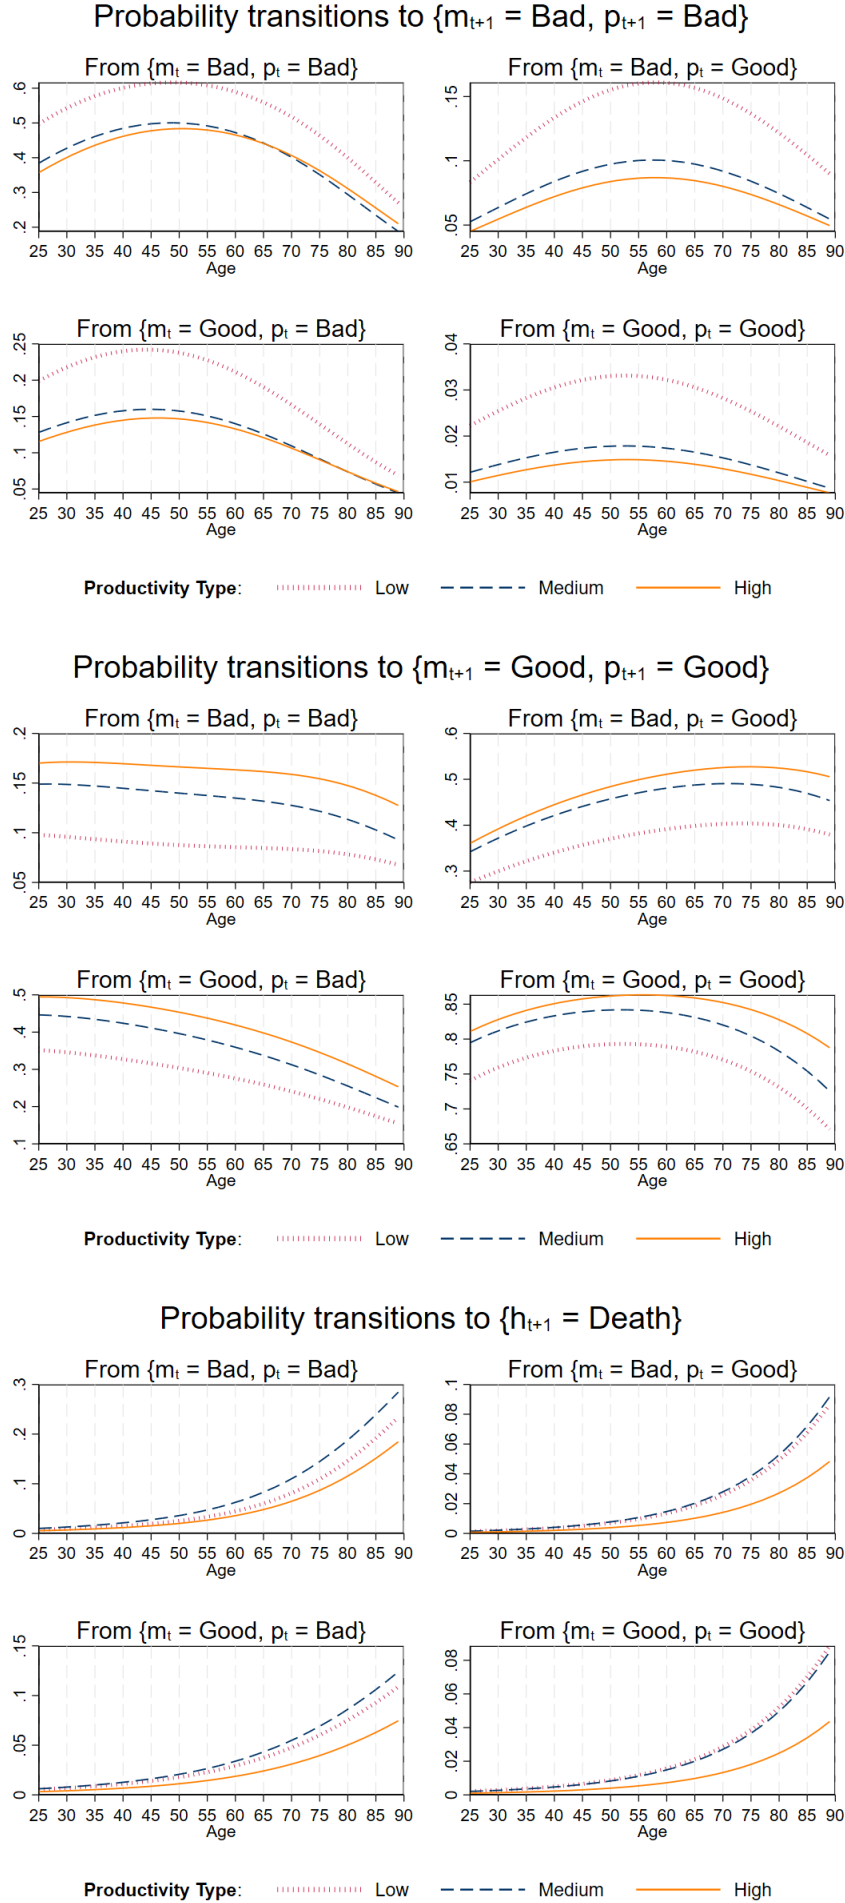 Probability transitions to {mt+1 = Bad, pt+1 = Bad}
From {mt = Bad, pt = Bad}
.2 .3 .4 .5 .6
25 30 35 40 45 50 55 60 65 70 75 80 85 90
Age
From {mt = Bad, pt = Good}
.05 .1 .15
25 30 35 40 45 50 55 60 65 70 75 80 85 90
Age
From {mt = Good, pt = Bad}
.05 .1 .15 .2 .25
25 30 35 40 45 50 55 60 65 70 75 80 85 90
Age
From {mt = Good, pt = Good}
.01 .02 .03 .04
25 30 35 40 45 50 55 60 65 70 75 80 85 90
Age
Productivity Type: Low Medium High
Probability transitions to {mt+1 = Good, pt+1 = Good}
From {mt = Bad, pt = Bad}
.05 .1 .15 .2
25 30 35 40 45 50 55 60 65 70 75 80 85 90
Age
From {mt = Bad, pt = Good}
.3 .4 .5 .6
25 30 35 40 45 50 55 60 65 70 75 80 85 90
Age
From {mt = Good, pt = Bad}
.1 .2 .3 .4 .5
25 30 35 40 45 50 55 60 65 70 75 80 85 90
Age
From {mt = Good, pt = Good}
.65 .7 .75 .8 .85
25 30 35 40 45 50 55 60 65 70 75 80 85 90
Age
Productivity Type: Low Medium High
Probability transitions to {ht+1 = Death}
From {mt = Bad, pt = Bad}
0 .1 .2 .3
25 30 35 40 45 50 55 60 65 70 75 80 85 90
Age
From {mt = Bad, pt = Good}
0 .02 .04 .06 .08 .1
25 30 35 40 45 50 55 60 65 70 75 80 85 90
Age
From {mt = Good, pt = Bad}
0 .05 .1 .15
25 30 35 40 45 50 55 60 65 70 75 80 85 90
Age
From {mt = Good, pt = Good}
0 .02 .04 .06 .08
25 30 35 40 45 50 55 60 65 70 75 80 85 90
Age
Productivity Type: Low Medium High